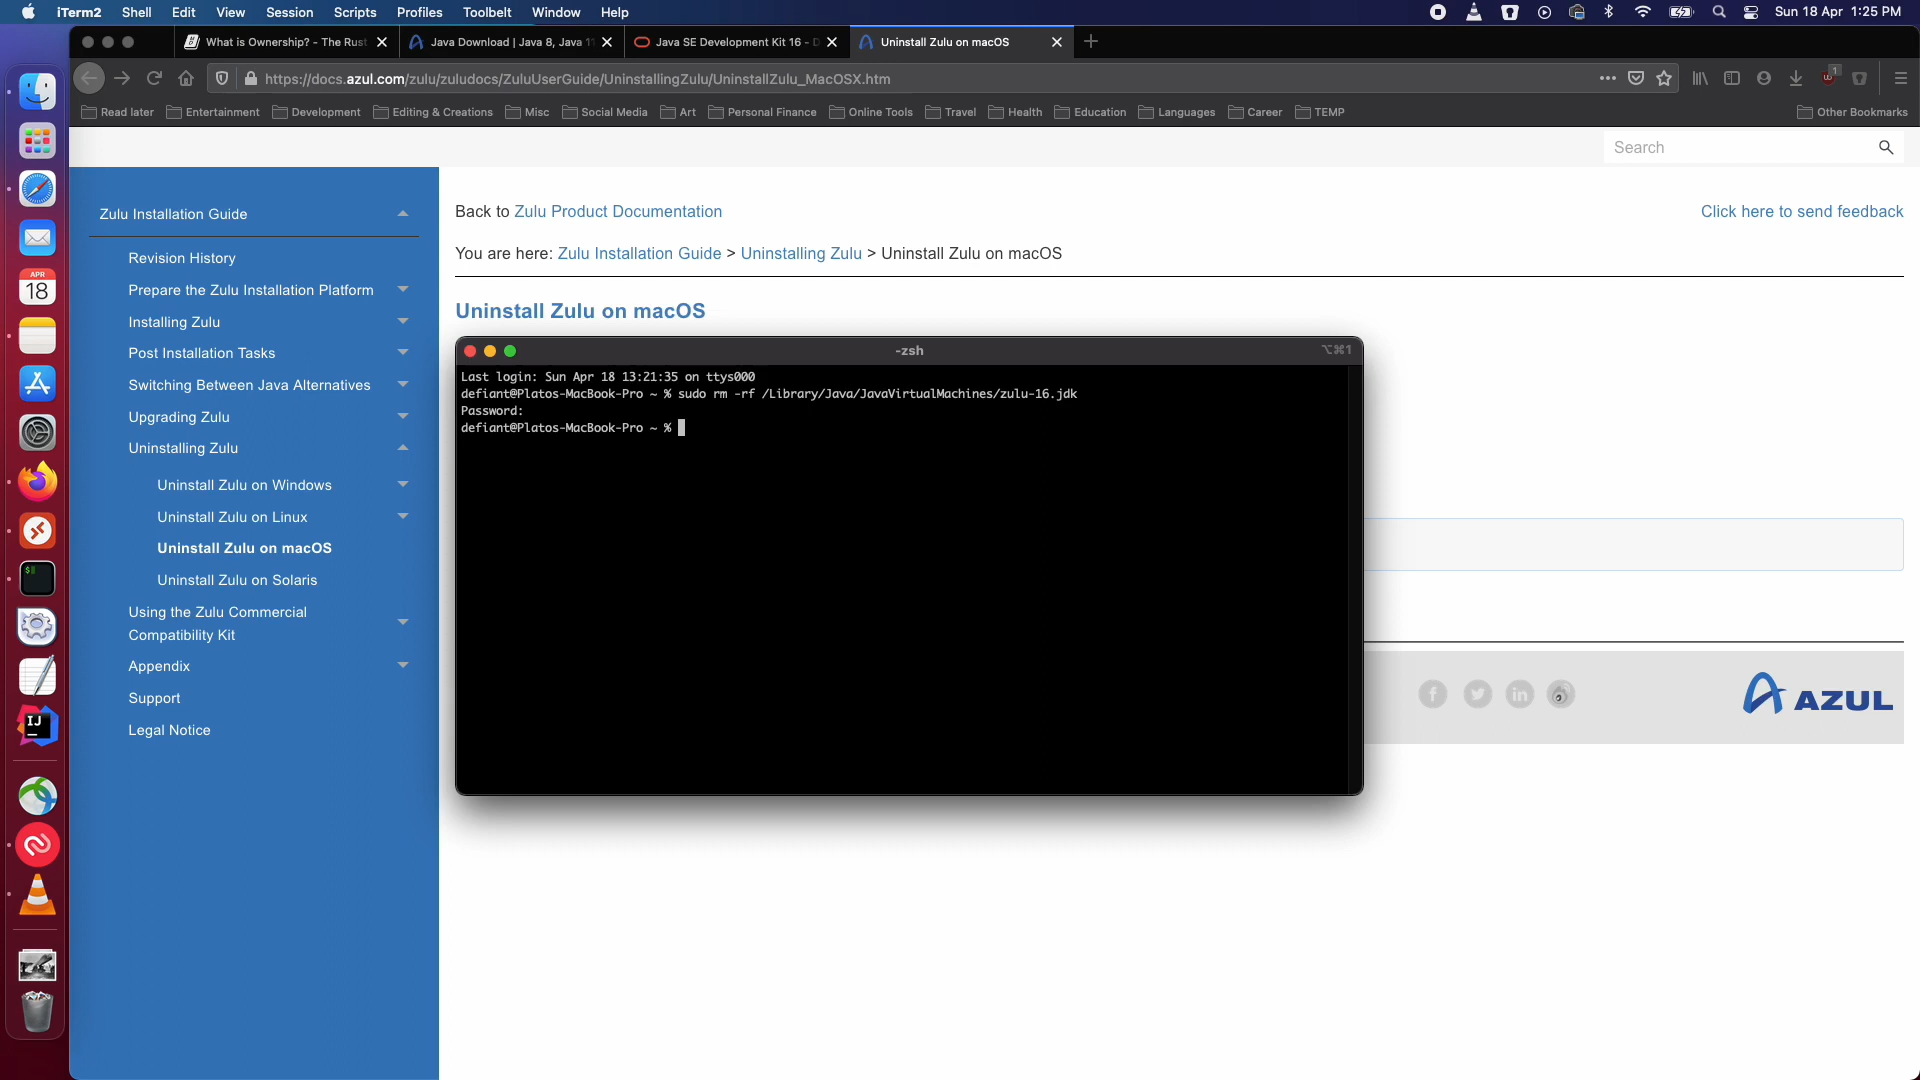 iTerm2 Shell Edit View Session Scripts Profiles Toolbelt Window Help
Sun 18 Apr 1:25 PM
What is Ownership? - The Rust
Java Download | Java 8, Java 11
Java SE Development Kit 16 - D
Uninstall Zulu on macOS
https://docs.azul.com/zulu/zuludocs/ZuluUserGuide/UninstallingZulu/UninstallZulu_MacOSX.htm
1
Read later Entertainment Development Editing & Creations Misc Social Media Art Personal Finance Online Tools Travel Health Education Languages Career TEMP Other Bookmarks
Search
APR
18
$
IJ
Zulu Installation Guide
Revision History
Prepare the Zulu Installation Platform
Installing Zulu
Post Installation Tasks
Switching Between Java Alternatives
Upgrading Zulu
Uninstalling Zulu
Uninstall Zulu on Windows
Uninstall Zulu on Linux
Uninstall Zulu on macOS
Uninstall Zulu on Solaris
Using the Zulu Commercial
Compatibility Kit
Appendix
Support
Legal Notice
Back to Zulu Product Documentation
Click here to send feedback
You are here: Zulu Installation Guide > Uninstalling Zulu > Uninstall Zulu on macOS
Uninstall Zulu on macOS
-zsh
⌥⌘1
Last login: Sun Apr 18 13:21:35 on ttys000
defiant@Platos-MacBook-Pro ~ % sudo rm -rf /Library/Java/JavaVirtualMachines/zulu-16.jdk
Password:
defiant@Platos-MacBook-Pro ~ %
f in
AZUL